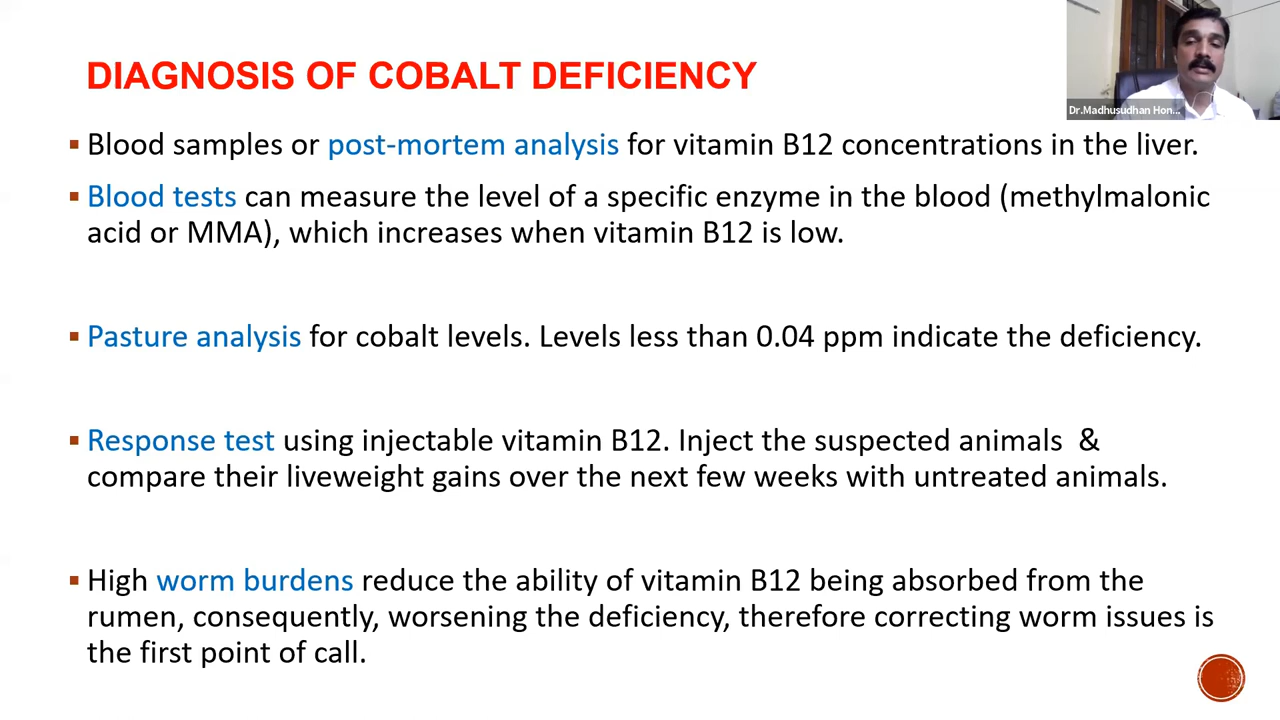 DIAGNOSIS OF COBALT DEFICIENCY
Dr.Madhusudhan Hon...
▪ Blood samples or post-mortem analysis for vitamin B12 concentrations in the liver.
▪ Blood tests can measure the level of a specific enzyme in the blood (methylmalonic
acid or MMA), which increases when vitamin B12 is low.
▪ Pasture analysis for cobalt levels. Levels less than 0.04 ppm indicate the deficiency.
▪ Response test using injectable vitamin B12. Inject the suspected animals &
compare their liveweight gains over the next few weeks with untreated animals.
▪ High worm burdens reduce the ability of vitamin B12 being absorbed from the
rumen, consequently, worsening the deficiency, therefore correcting worm issues is
the first point of call.